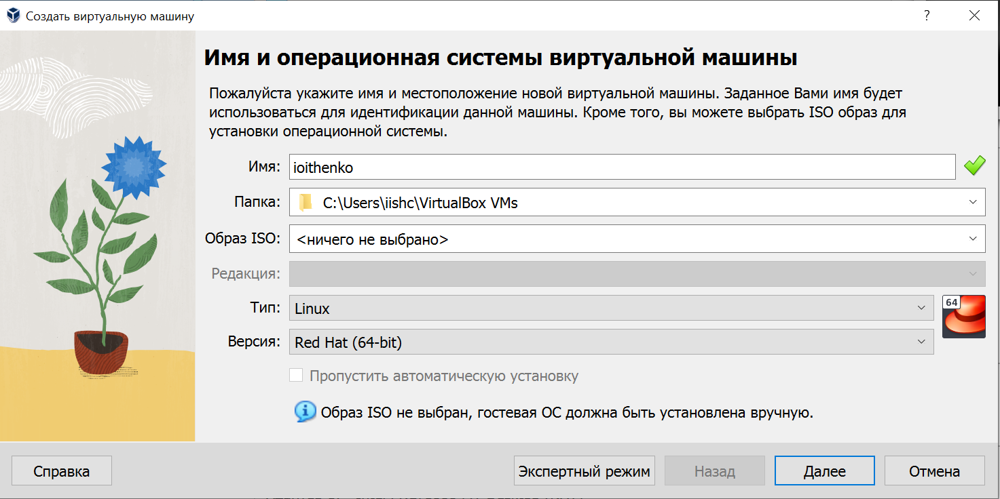 Создать виртуальную машину
?
Имя и операционная системы виртуальной машины
Пожалуйста укажите имя и местоположение новой виртуальной машины. Заданное Вами имя будет
использоваться для идентификации данной машины. Кроме того, вы можете выбрать ISO образ для
установки операционной системы.
Имя: ioithenko
Папка: C:\Users\iishc\VirtualBox VMs
Образ ISO: <ничего не выбрано>
Редакция:
Тип: Linux
64
Версия: Red Hat (64-bit)
Пропустить автоматическую установку
Образ ISO не выбран, гостевая ОС должна быть установлена вручную.
Справка Экспертный режим Назад Далее Отмена